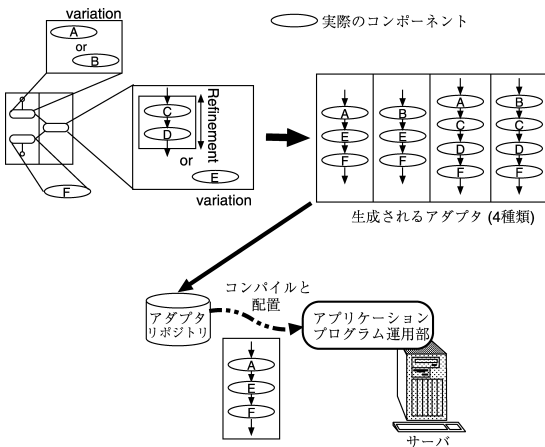 variation
A
or
B
実際のコンポーネント
C
D
Refinement
or
E
variation
F
A
E
F
B
E
F
A
C
D
F
B
C
D
F
生成されるアダプタ (4種類)
コンパイルと
配置
アダプタ
リポジトリ
アプリケーション
プログラム運用部
A
E
F
サーバ